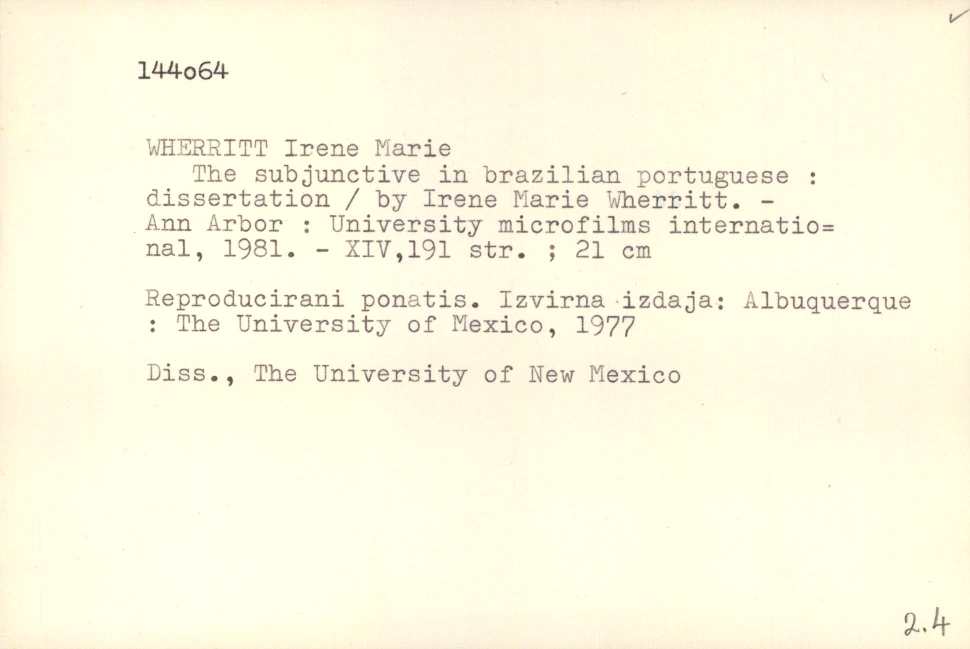 144o64
WHERRITT Irene Marie
The subjunctive in brazilian portuguese :
dissertation / by Irene Marie Wherritt. -
Ann Arbor : University microfilms internatio=
nal, 1981. - XIV,191 str. ; 21 cm
Reproducirani ponatis. Izvirna izdaja: Albuquerque
: The University of Mexico, 1977
Diss., The University of New Mexico
2.4